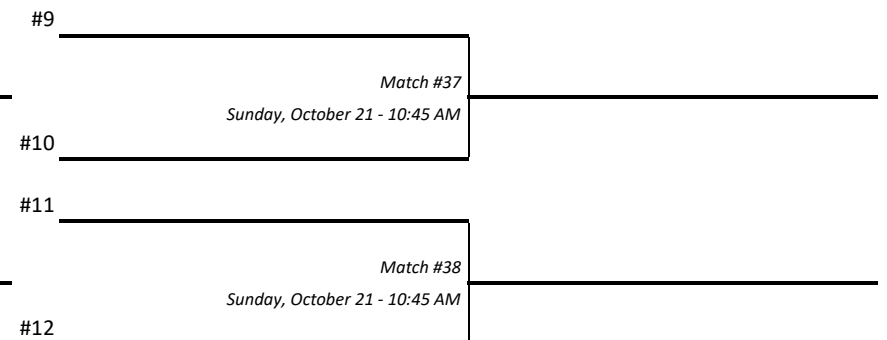 #9
Match #37
Sunday, October 21 - 10:45 AM
#10
#11
Match #38
Sunday, October 21 - 10:45 AM
#12